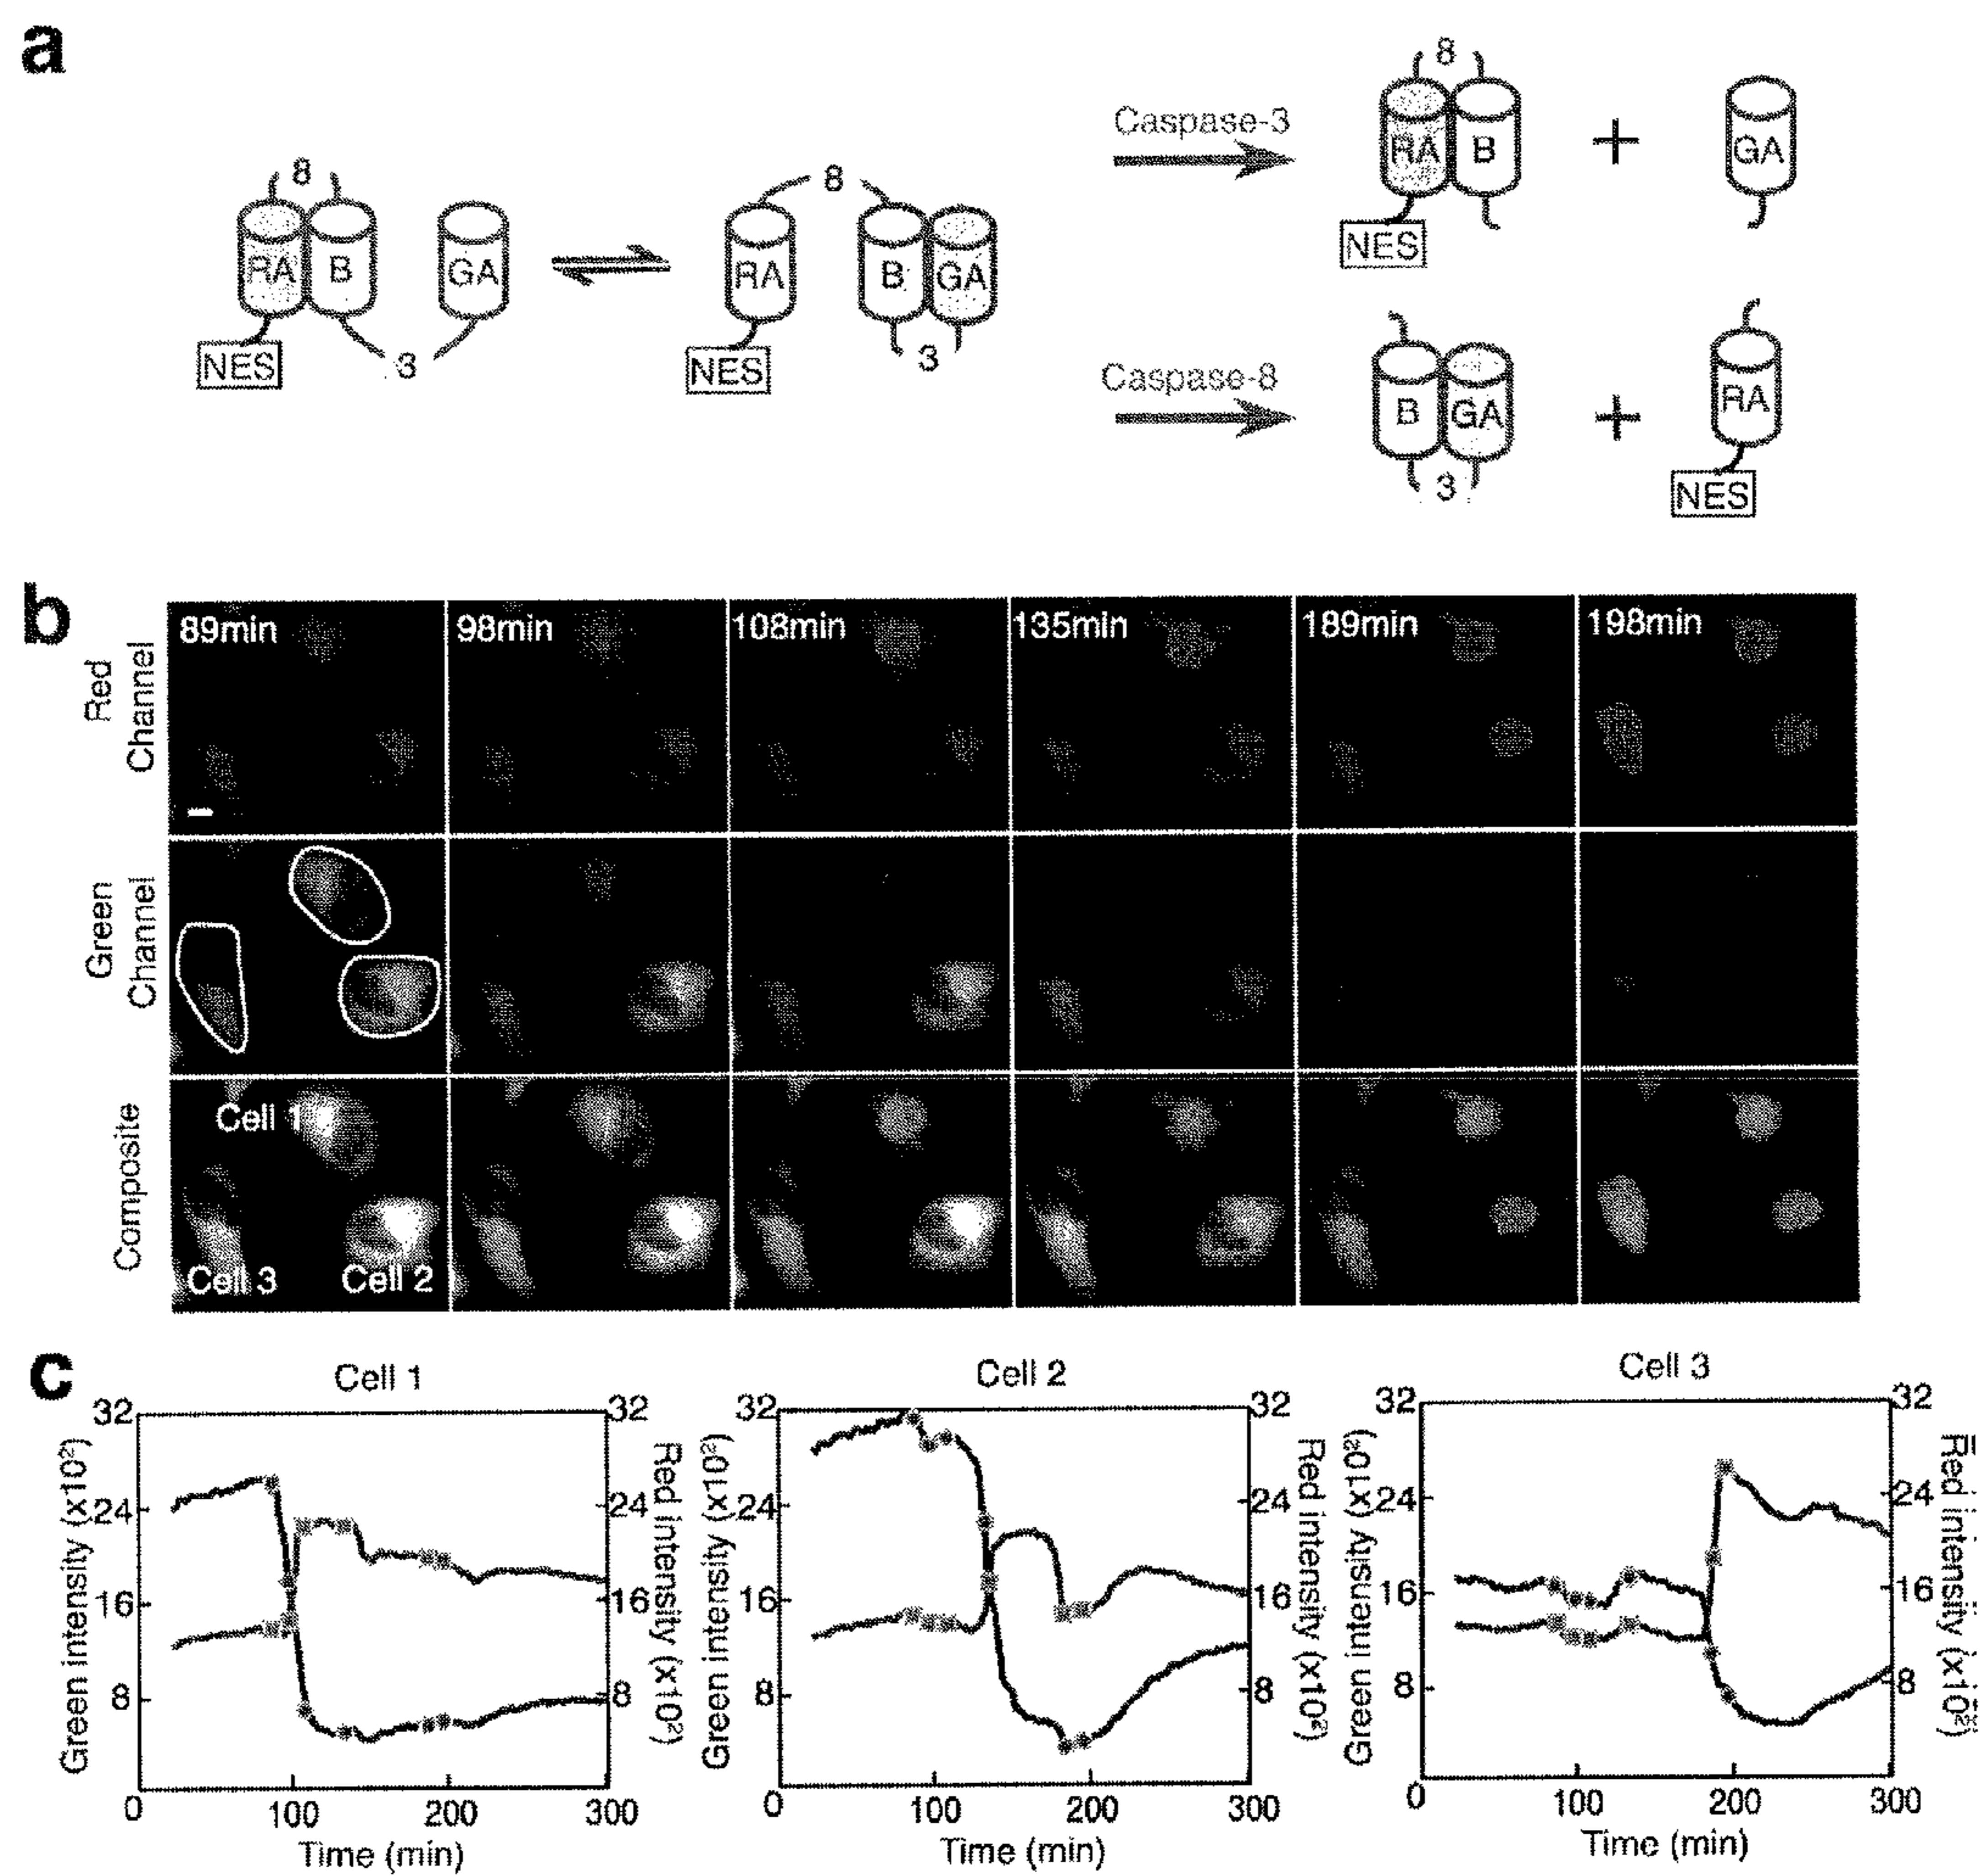 a
8
RA B GA
NES
3
8
RA B GA
NES
3
Caspase-3
8
RA B + GA
NES
Caspase-8
B GA + RA
3
NES
b
Red
Channel
89min 98min 108min 135min 189min 198min
Green
Channel
Composite
Cell 1
Cell 3 Cell 2
c
Cell 1
Green intensity (x10²)
32
24
16
8
Red intensity (x10²)
32
24
16
8
0 100 200 300
Time (min)
Cell 2
Green intensity (x10²)
32
24
16
8
Red intensity (x10²)
32
24
16
8
0 100 200 300
Time (min)
Cell 3
Green intensity (x10²)
32
24
16
8
Red intensity (x10²)
32
24
16
8
0 100 200 300
Time (min)